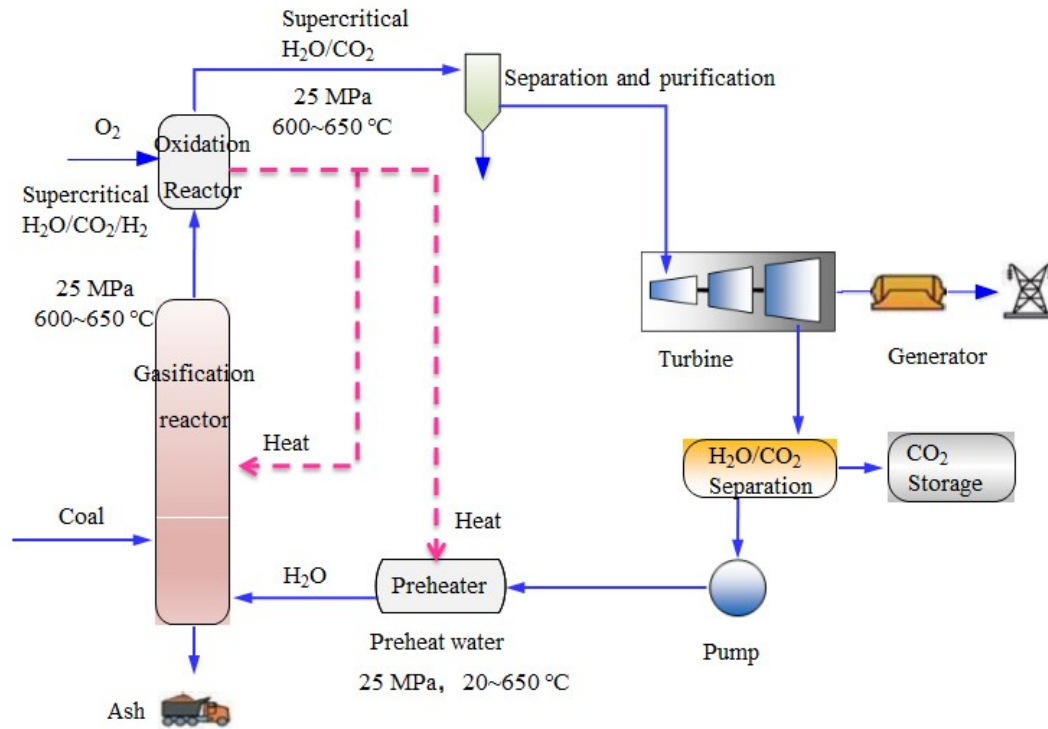 Supercritical
H₂O/CO₂
25 MPa
600~650 °C
Separation and purification
O₂
Oxidation
Reactor
Supercritical
H₂O/CO₂/H₂
25 MPa
600~650 °C
Gasification
reactor
Heat
Turbine
Generator
H₂O/CO₂
Separation
CO₂
Storage
Coal
Heat
H₂O
Preheater
Preheat water
25 MPa，20~650 °C
Pump
Ash